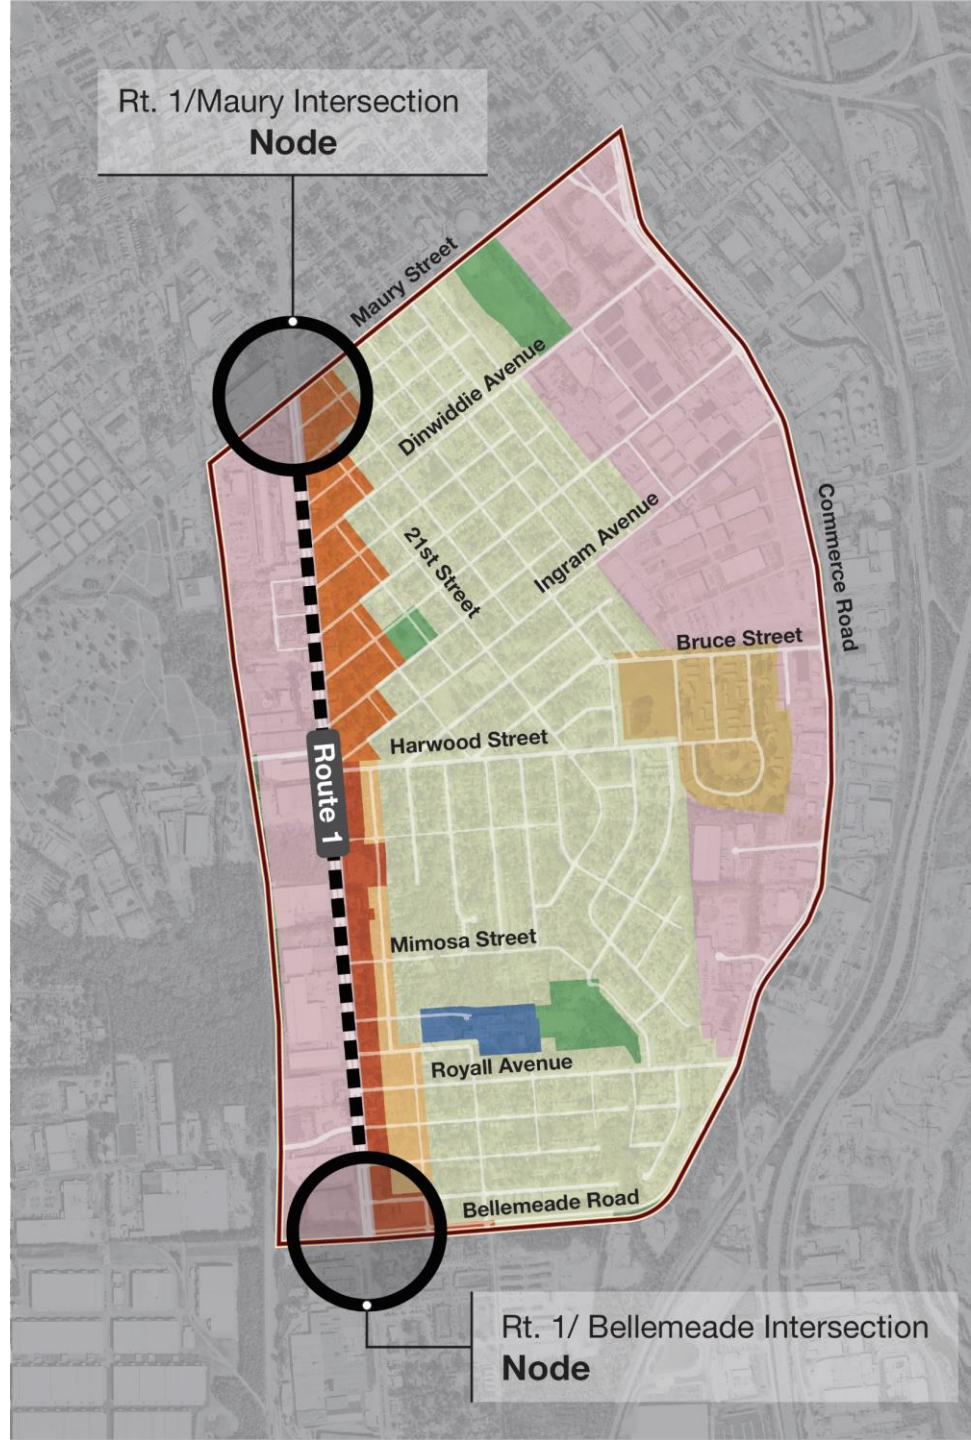 Rt. 1/Maury Intersection
Node
Maury Street
Dinwiddie Avenue
21st Street
Ingram Avenue
Commerce Road
Bruce Street
Harwood Street
Route 1
Mimosa Street
Royall Avenue
Bellemeade Road
Rt. 1/ Bellemeade Intersection
Node